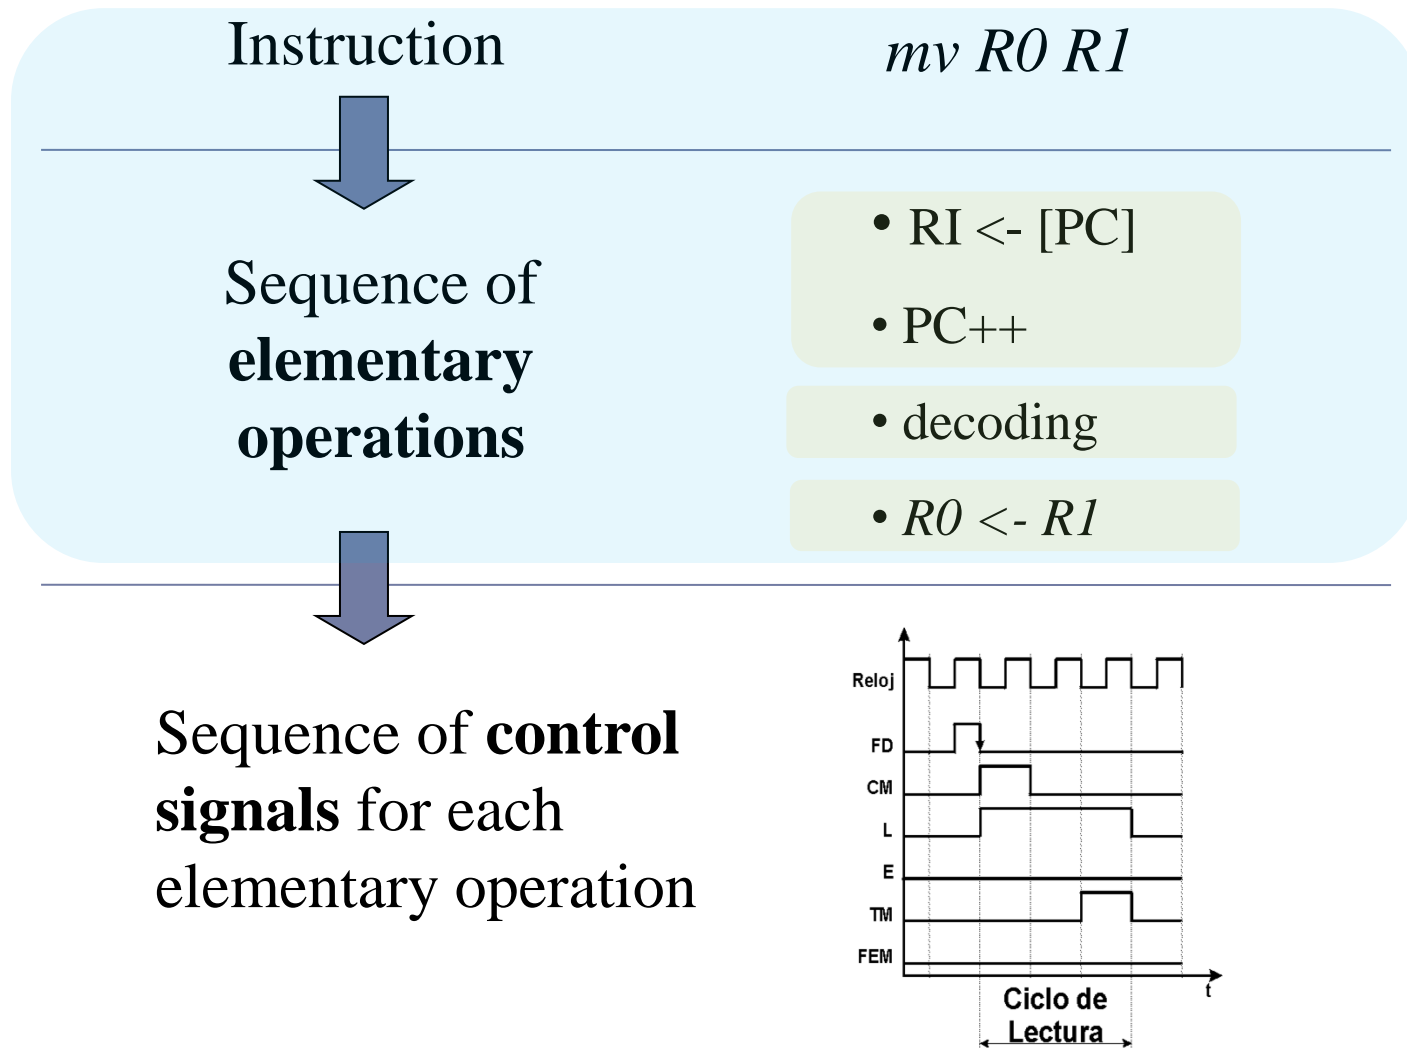 Instruction
mv R0 R1
Sequence of
elementary
operations
• RI <- [PC]
• PC++
• decoding
• R0 <- R1
Sequence of control
signals for each
elementary operation
Reloj
FD
CM
L
E
TM
FEM
t
Ciclo de
Lectura